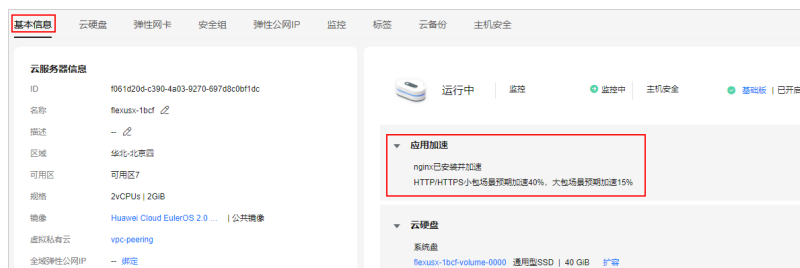 基本信息 云硬盘 弹性网卡 安全组 弹性公网IP 监控 标签 云备份 主机安全
云服务器信息
ID f061d20d-c390-4a03-9270-697d8c0bf1dc
名称 flexusx-1bcf
描述 --
区域 华北-北京四
可用区 可用区7
规格 2vCPUs | 2GiB
镜像 Huawei Cloud EulerOS 2.0 ... | 公共镜像
虚拟私有云 vpc-peering
全域弹性公网IP -- 绑定
运行中 监控 监控中 主机安全 基础版 | 已开启
应用加速
nginx已安装并加速
HTTP/HTTPS小包场景预期加速40%，大包场景预期加速15%
云硬盘
系统盘
flexusx-1bcf-volume-0000 通用型SSD | 40 GiB 扩容